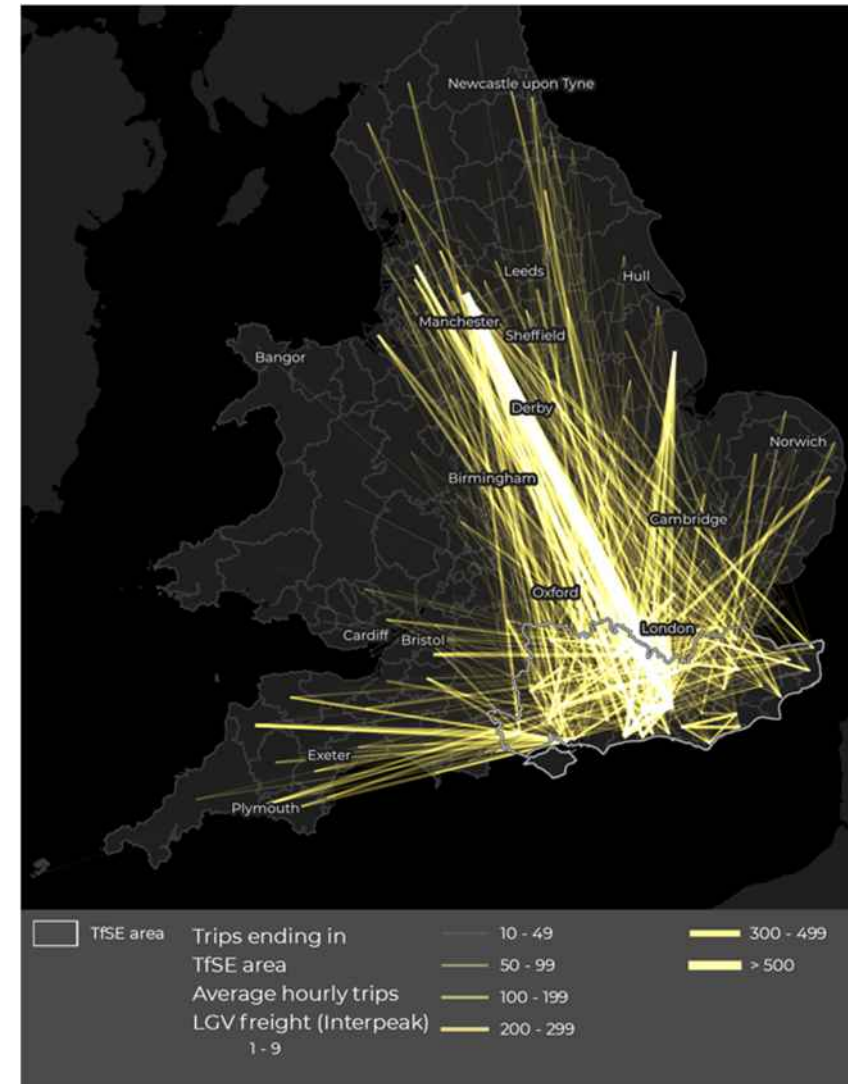 Newcastle upon Tyne
Leeds
Hull
Manchester
Sheffield
Bangor
Derby
Norwich
Birmingham
Cambridge
Oxford
London
Cardiff
Bristol
Exeter
Plymouth
TfSE area
Trips ending in
TfSE area
Average hourly trips
LGV freight (Interpeak)
1 - 9
10 - 49
50 - 99
100 - 199
200 - 299
300 - 499
> 500